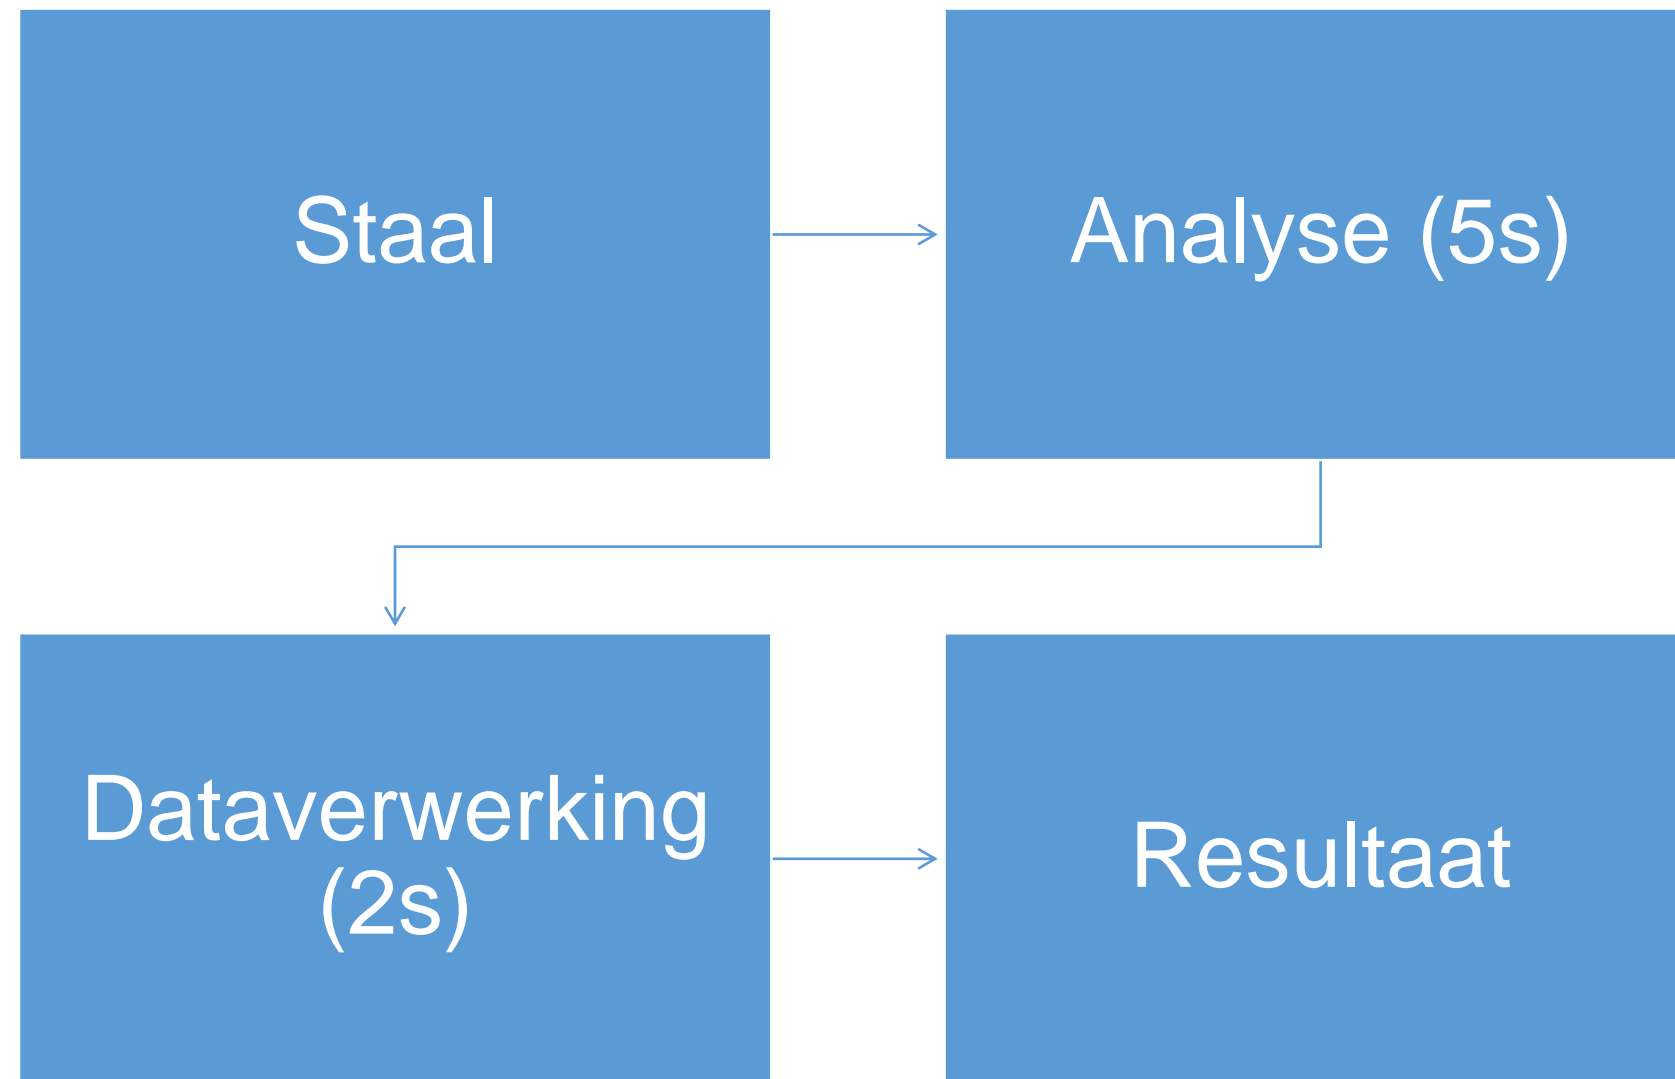 Staal
Analyse (5s)
Dataverwerking
(2s)
Resultaat